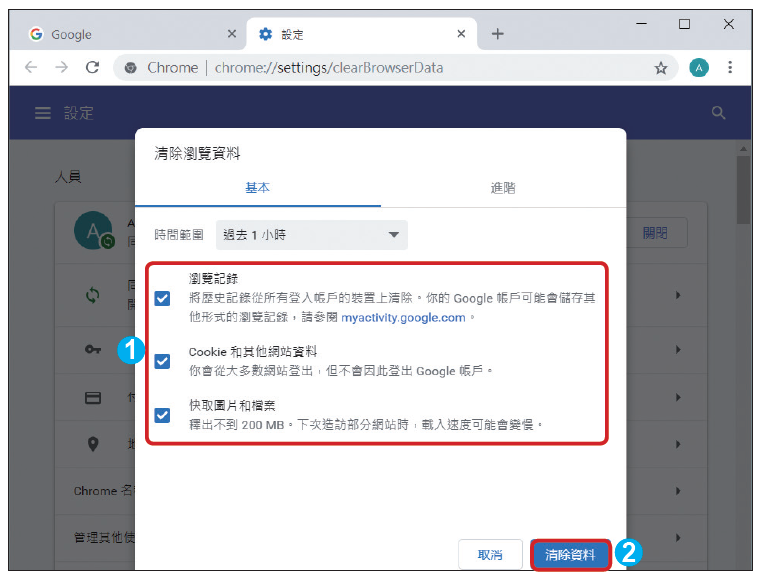 Google
設定
Chrome | chrome://settings/clearBrowserData
A
設定
人員
清除瀏覽資料
基本
進階
A
A
時間範圍
過去 1 小時
關閉
瀏覽記錄
將歷史記錄從所有登入帳戶的裝置上清除。你的 Google 帳戶可能會儲存其
他形式的瀏覽記錄，請參閱 myactivity.google.com。
1
Cookie 和其他網站資料
你會從大多數網站登出，但不會因此登出 Google 帳戶。
快取圖片和檔案
釋出不到 200 MB。下次造訪部分網站時，載入速度可能會變慢。
Chrome 名
管理其他使
取消
清除資料
2